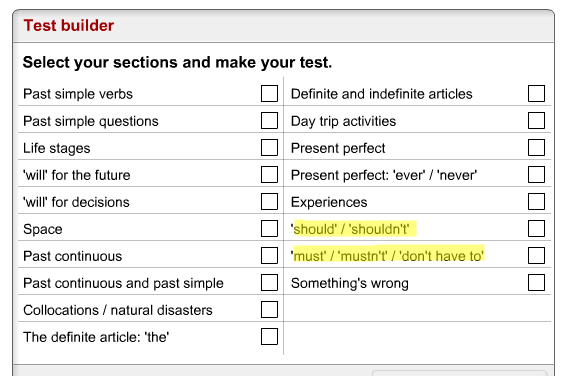 Test builder
Select your sections and make your test.
Past simple verbs
Past simple questions
Life stages
'will' for the future
'will' for decisions
Space
Past continuous
Past continuous and past simple
Collocations / natural disasters
The definite article: 'the'
Definite and indefinite articles
Day trip activities
Present perfect
Present perfect: 'ever' / 'never'
Experiences
'should' / 'shouldn't'
'must' / 'mustn't' / 'don't have to'
Something's wrong